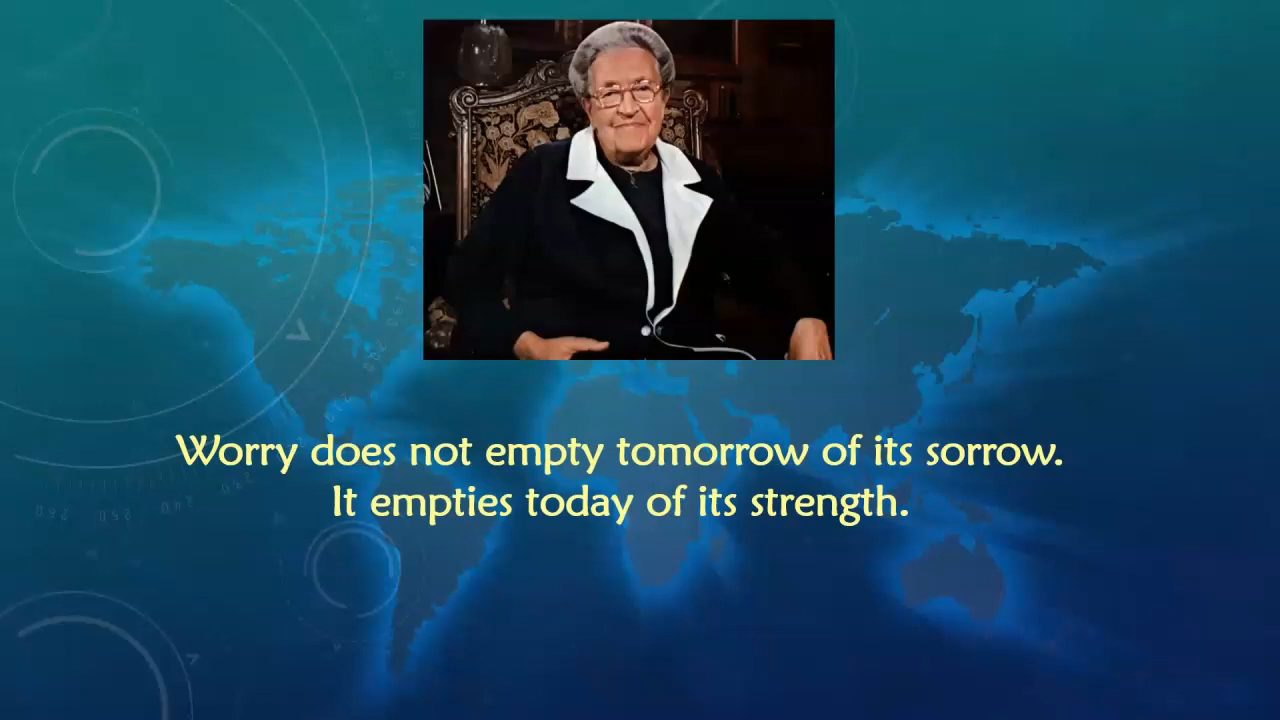 Worry does not empty tomorrow of its sorrow.
It empties today of its strength.